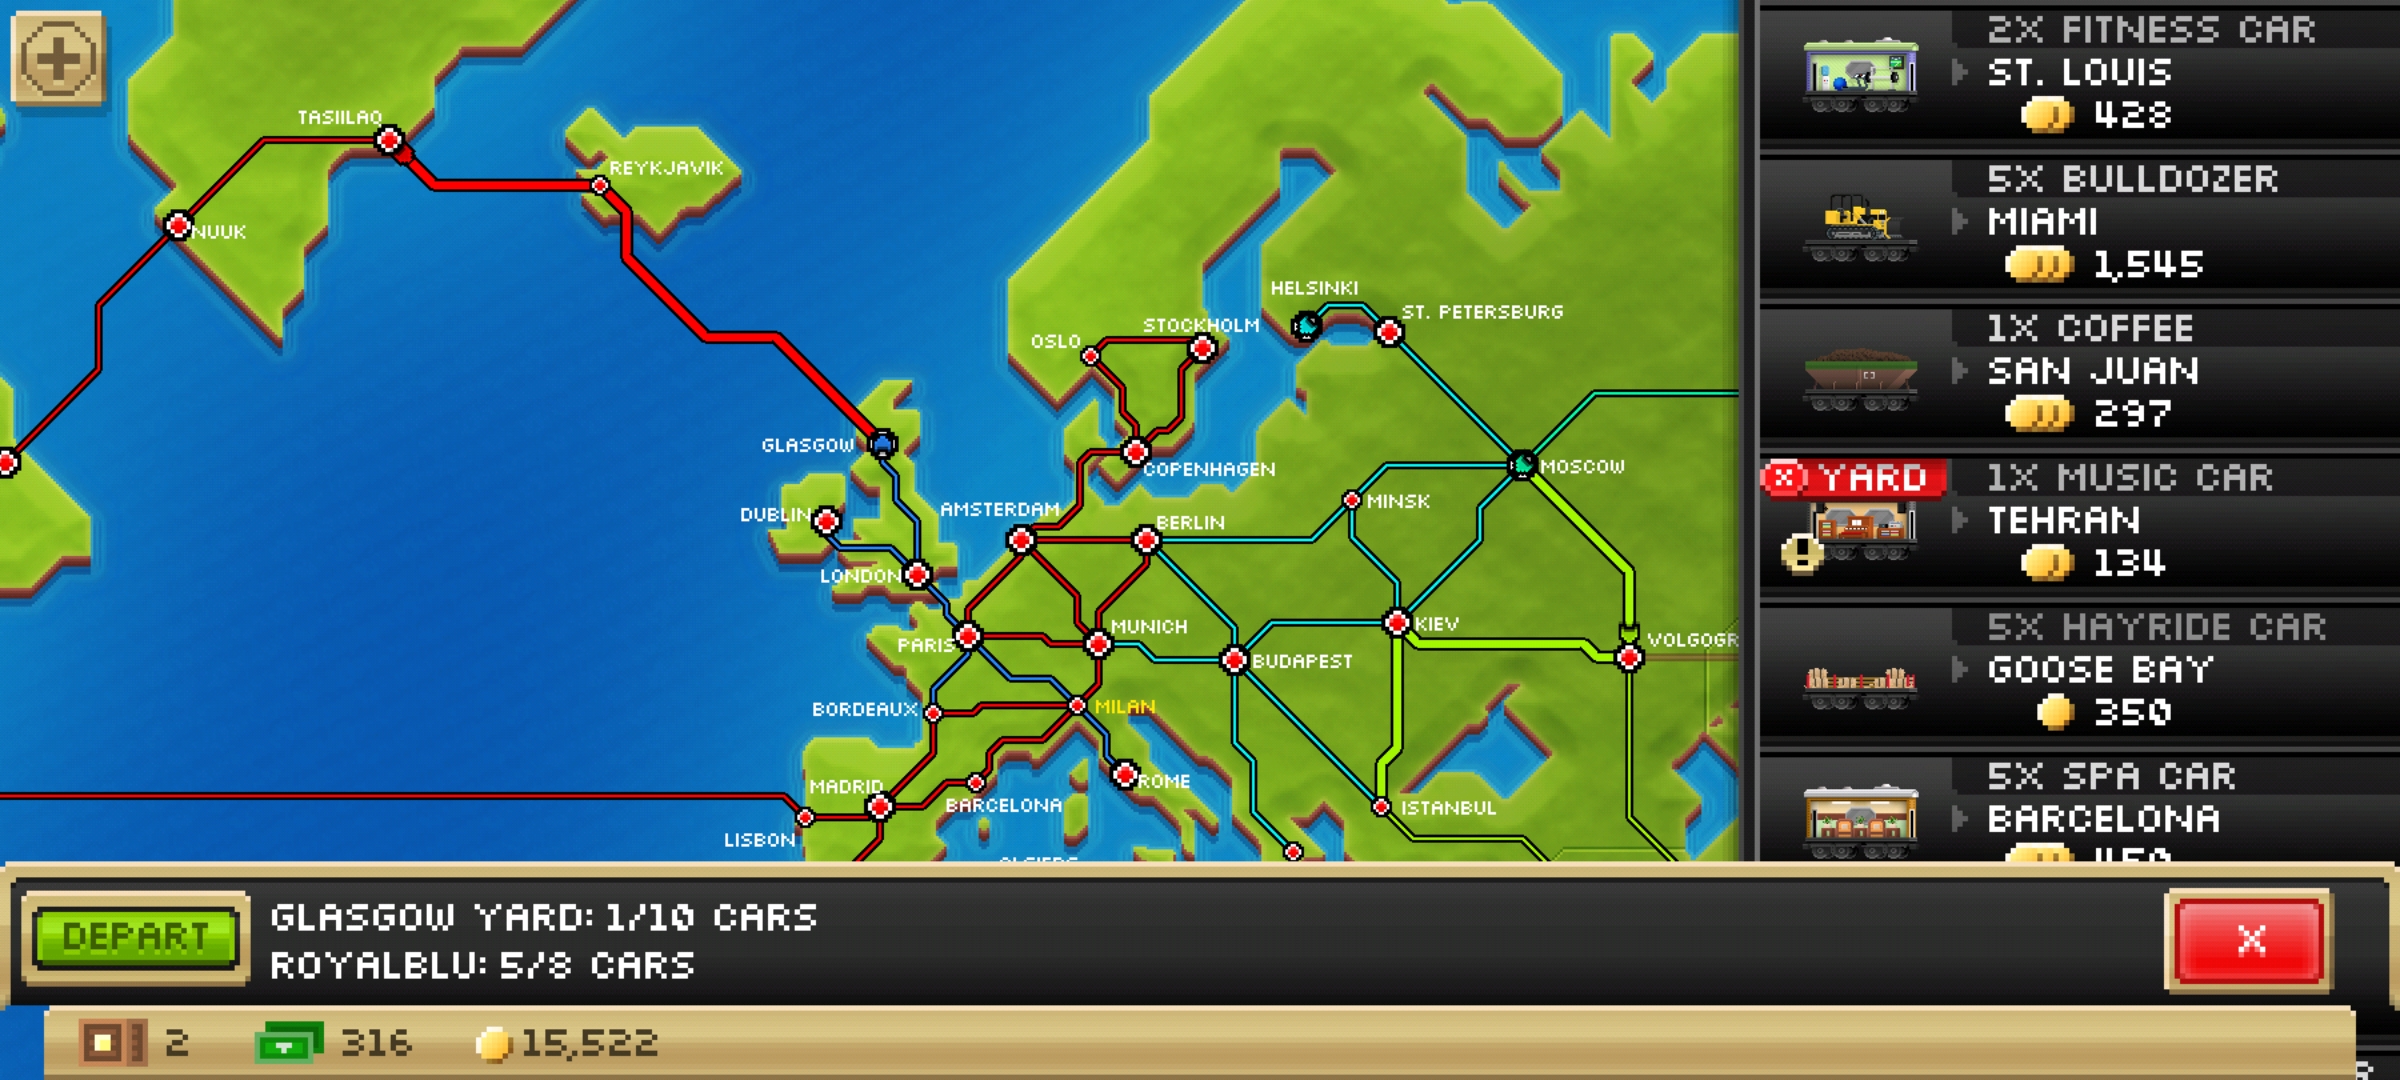 TASIILAQ
REYKJAVIK
NUUK
HELSINKI
ST. PETERSBURG
STOCKHOLM
OSLO
GLASGOW
COPENHAGEN
MOSCOW
MINSK
AMSTERDAM
DUBLIN
BERLIN
LONDON
MUNICH
KIEV
PARIS
BUDAPEST
VOLGOGR
BORDEAUX
MILAN
MADRID
ROME
BARCELONA
ISTANBUL
LISBON
2X FITNESS CAR
ST. LOUIS
428
5X BULLDOZER
MIAMI
1,545
1X COFFEE
SAN JUAN
297
X YARD
1X MUSIC CAR
TEHRAN
134
5X HAYRIDE CAR
GOOSE BAY
350
5X SPA CAR
BARCELONA
DEPART
GLASGOW YARD: 1/10 CARS
ROYALBLU: 5/8 CARS
X
2
316
15,522